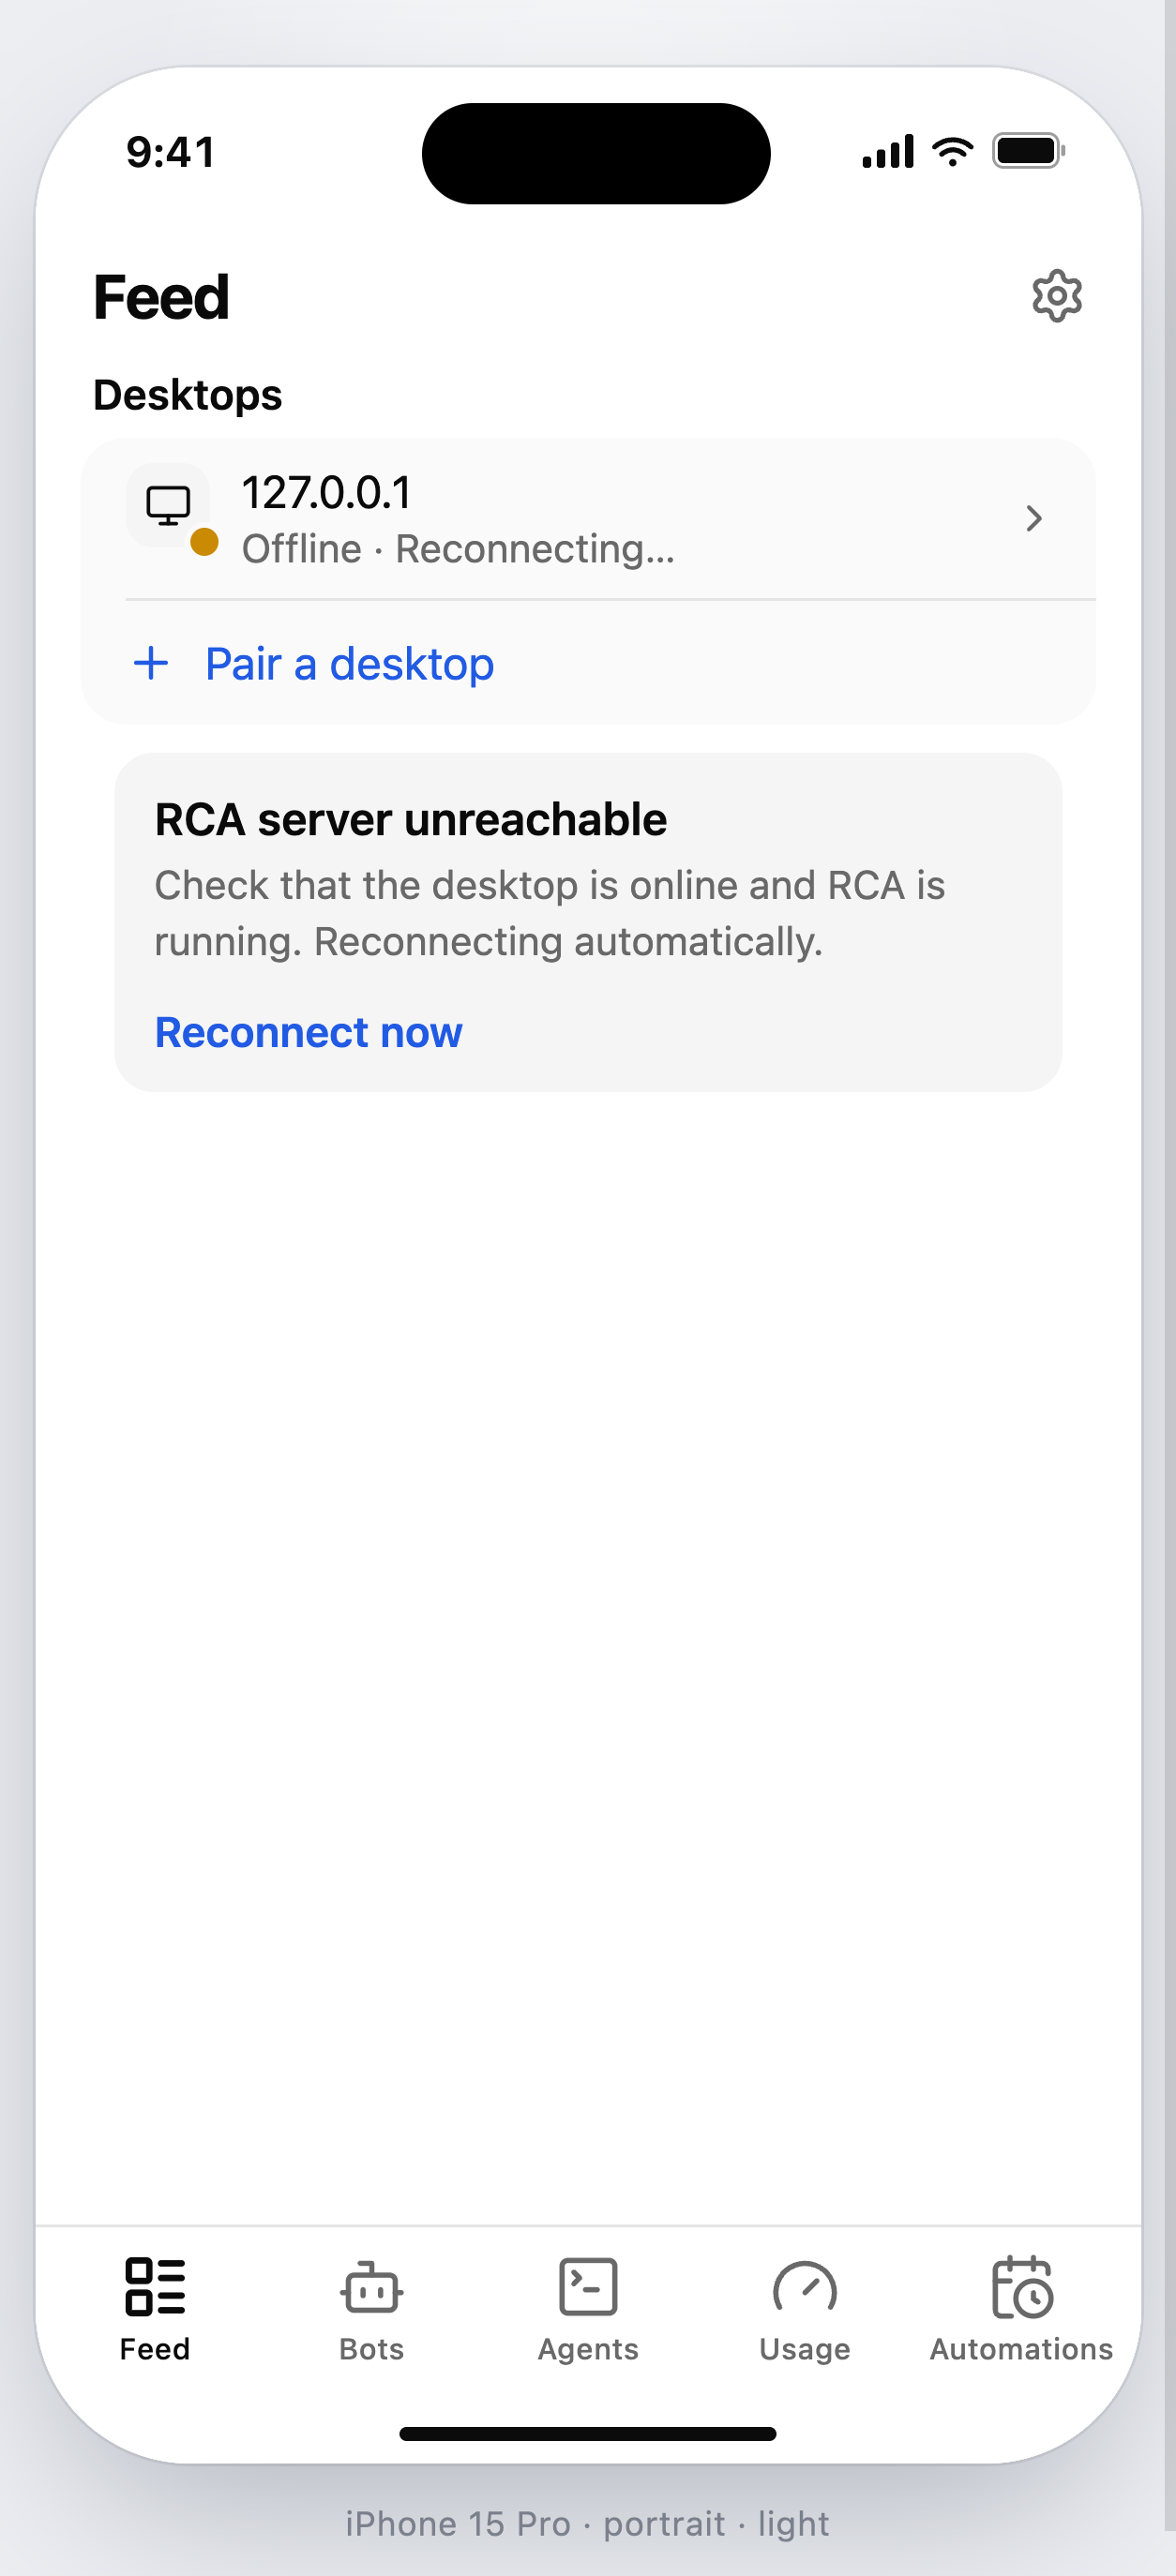 9:41
Feed
Desktops
127.0.0.1
Offline · Reconnecting...
Pair a desktop
RCA server unreachable
Check that the desktop is online and RCA is
running. Reconnecting automatically.
Reconnect now
Feed
Bots
Agents
Usage
Automations
iPhone 15 Pro · portrait · light